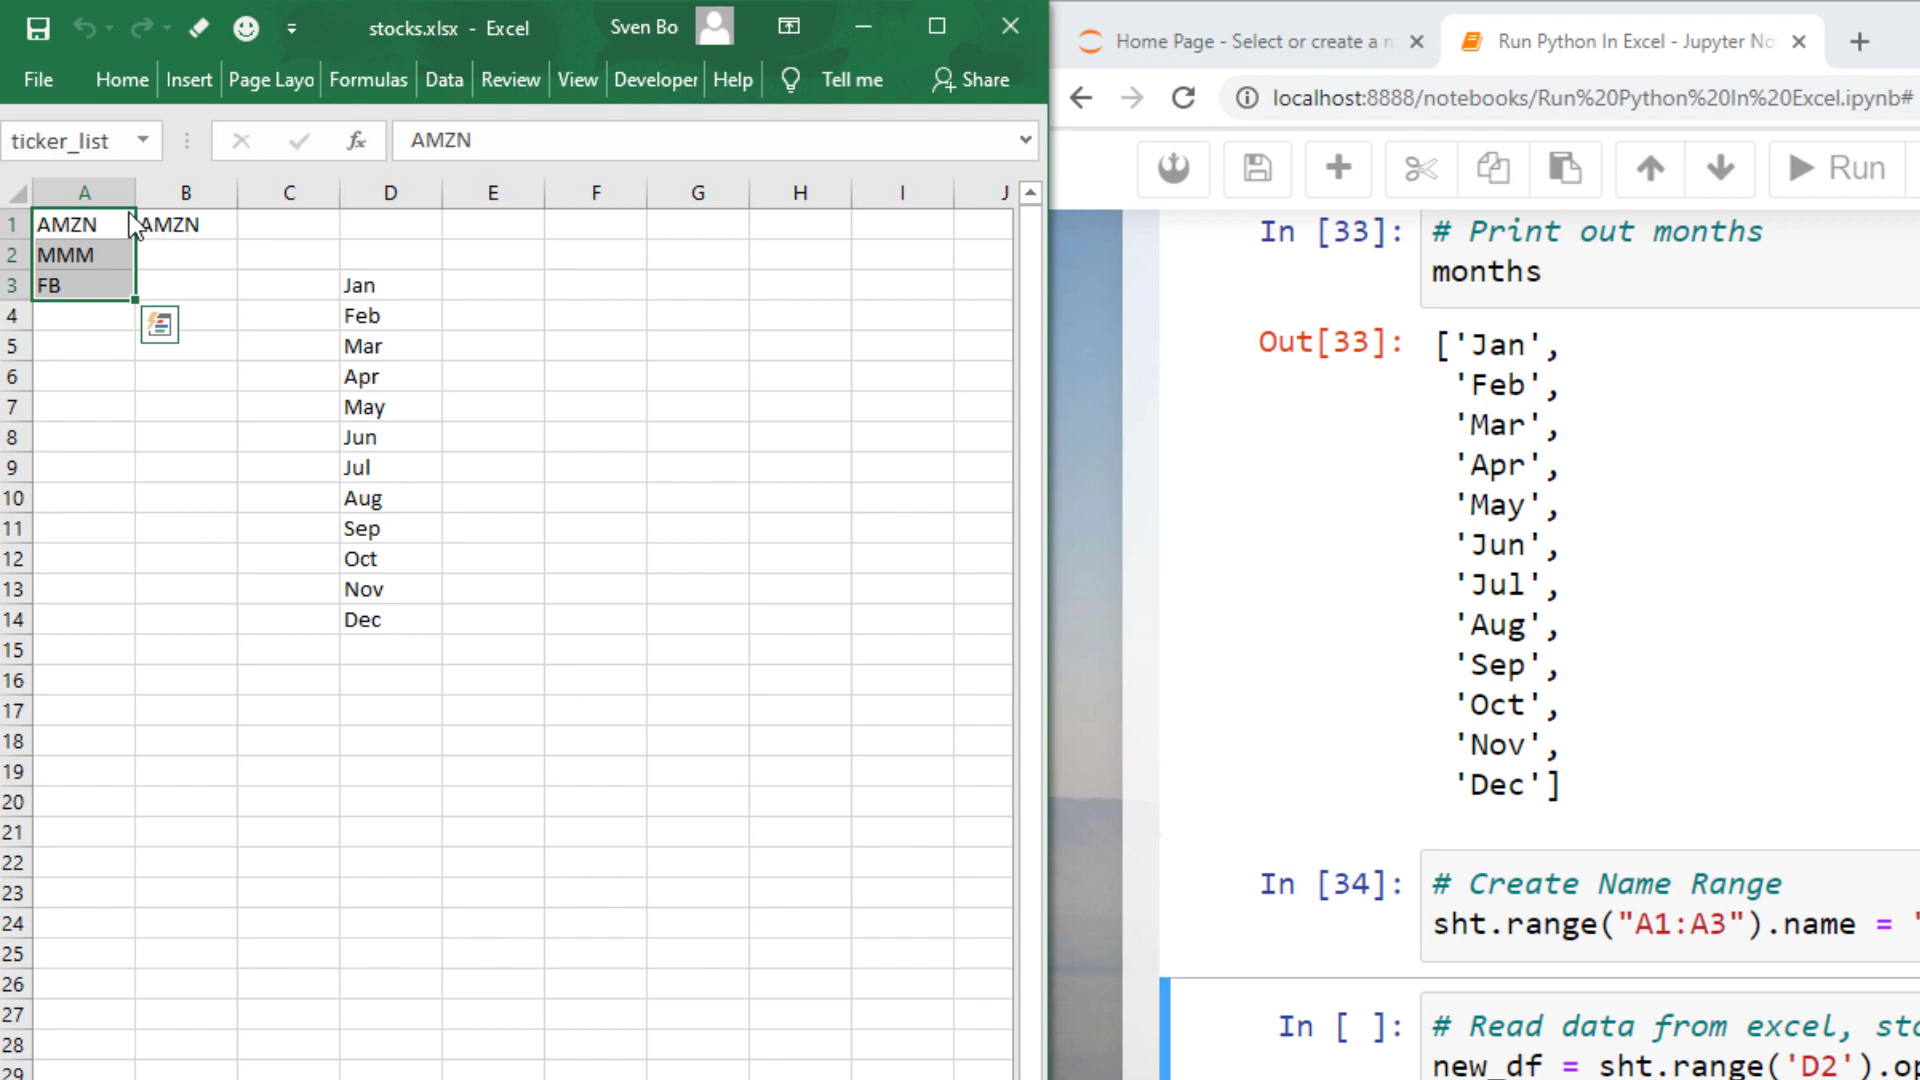 stocks.xlsx - Excel
Sven Bo
File Home Insert Page Layo Formulas Data Review View Developer Help Tell me Share
ticker_list
fx AMZN
A B C D E F G H I J
1 AMZN AMZN
2 MMM
3 FB Jan
4 Feb
5 Mar
6 Apr
7 May
8 Jun
9 Jul
10 Aug
11 Sep
12 Oct
13 Nov
14 Dec
15
16
17
18
19
20
21
22
23
24
25
26
27
28
29
Home Page - Select or create a n
Run Python In Excel - Jupyter No
localhost:8888/notebooks/Run%20Python%20In%20Excel.ipynb#
Run
In [33]: # Print out months
months
Out[33]: ['Jan',
'Feb',
'Mar',
'Apr',
'May',
'Jun',
'Jul',
'Aug',
'Sep',
'Oct',
'Nov',
'Dec']
In [34]: # Create Name Range
sht.range("A1:A3").name = '
In [ ]: # Read data from excel, sto
new_df = sht.range('D2').op